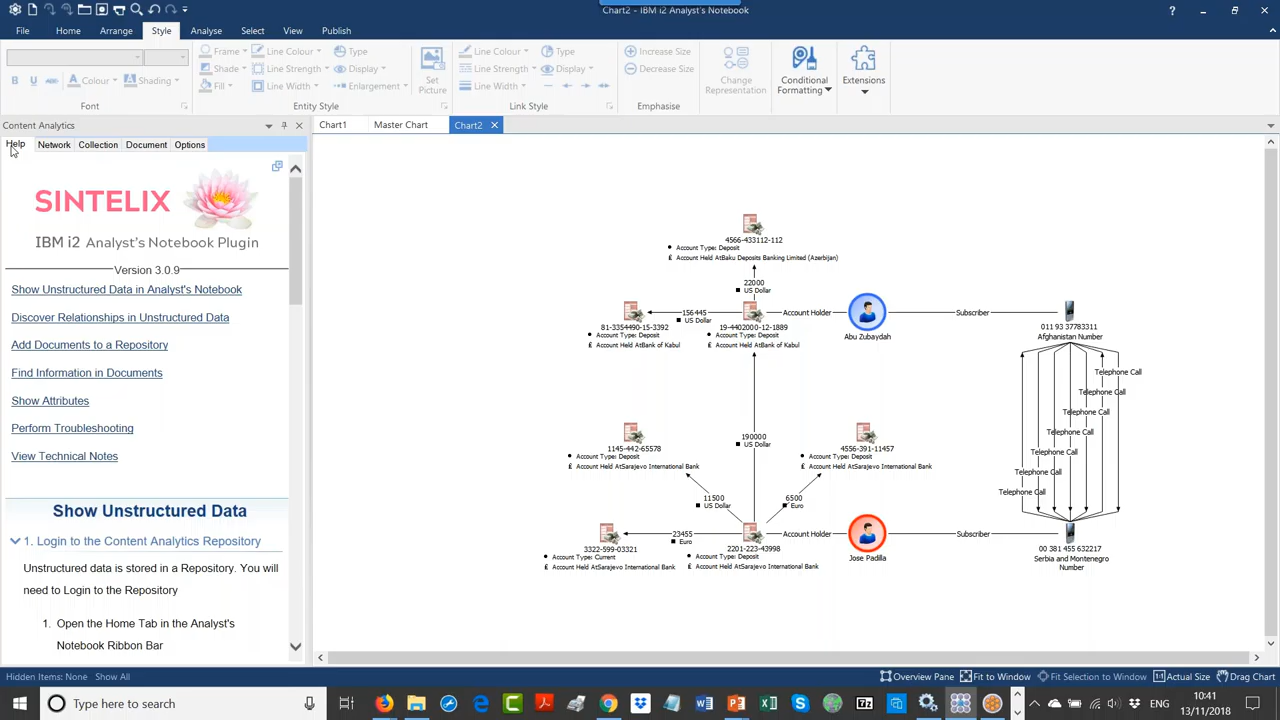 Chart2 - IBM i2 Analyst's Notebook
File
Home
Arrange
Style
Analyse
Select
View
Publish
Frame
Line Colour
Type
Line Colour
Type
Increase Size
Shade
Line Strength
Display
Line Strength
Display
Decrease Size
B
U
abc
A Colour
Shading
Fill
Line Width
Enlargement
Line Width
Set
Picture
Change
Representation
Conditional
Formatting
Extensions
Font
Entity Style
Link Style
Emphasise
Content Analytics
Chart1
Master Chart
Chart2
Help
Network
Collection
Document
Options
SINTELIX
IBM i2 Analyst's Notebook Plugin
Version 3.0.9
Show Unstructured Data in Analyst's Notebook
Discover Relationships in Unstructured Data
Add Documents to a Repository
Find Information in Documents
Show Attributes
Perform Troubleshooting
View Technical Notes
Show Unstructured Data
1. Login to the Content Analytics Repository
Unstructured data is stored in a Repository. You will
need to Login to the Repository
1. Open the Home Tab in the Analyst's
Notebook Ribbon Bar
4566-433112-112
Account Type: Deposit
£ Account Held AtBaku Deposits Banking Limited (Azerbijan)
22000
US Dollar
156445
US Dollar
Account Holder
Subscriber
81-3354490-15-3392
Account Type: Deposit
£ Account Held AtBank of Kabul
19-4402000-12-1889
Account Type: Deposit
£ Account Held AtBank of Kabul
Abu Zubaydah
011 93 37783311
Afghanistan Number
Telephone Call
Telephone Call
Telephone Call
Telephone Call
Telephone Call
Telephone Call
Telephone Call
190000
US Dollar
1145-442-65578
Account Type: Deposit
£ Account Held AtSarajevo International Bank
4556-391-11457
Account Type: Deposit
£ Account Held AtSarajevo International Bank
11500
US Dollar
6500
Euro
23455
Euro
Account Holder
Subscriber
3322-599-03321
Account Type: Current
£ Account Held AtSarajevo International Bank
2201-223-43998
Account Type: Deposit
£ Account Held AtSarajevo International Bank
Jose Padilla
00 381 455 632217
Serbia and Montenegro
Number
Hidden Items: None
Show All
Overview Pane
Fit to Window
Fit Selection to Window
Actual Size
Drag Chart
Type here to search
ENG
10:41
13/11/2018